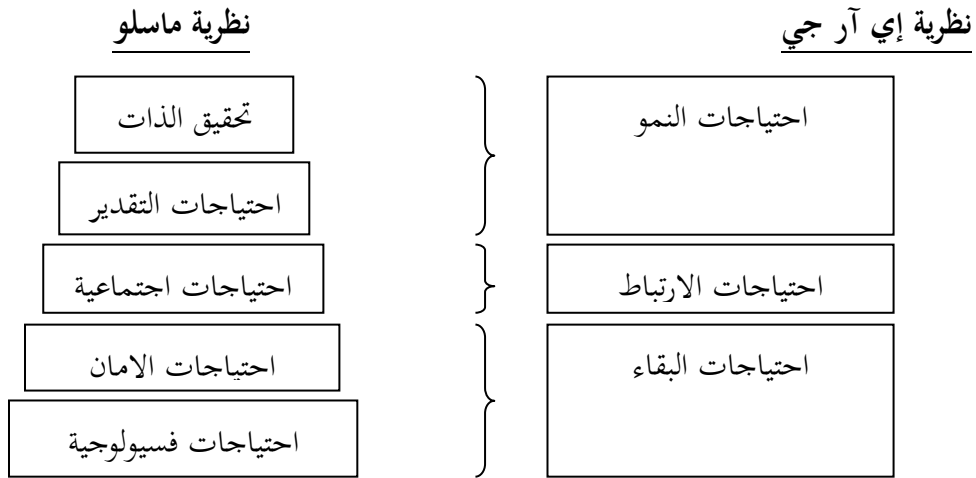 نظرية إي آر جي
نظرية ماسلو
احتياجات النمو
تحقيق الذات
احتياجات التقدير
احتياجات الارتباط
احتياجات اجتماعية
احتياجات البقاء
احتياجات الامان
احتياجات فسيولوجية